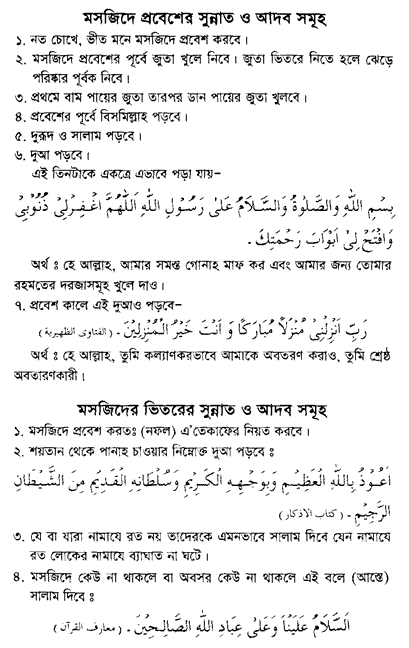 মসজিদে প্রবেশের সুন্নাত ও আদব সমূহ
১. নত চোখে, ভীত মনে মসজিদে প্রবেশ করবে।
২. মসজিদে প্রবেশের পূর্বে জুতা খুলে নিবে। জুতা ভিতরে নিতে হলে ঝেড়ে
পরিষ্কার পূর্বক নিবে।
৩. প্রথমে বাম পায়ের জুতা তারপর ডান পায়ের জুতা খুলবে।
৪. প্রবেশের পূর্বে বিসমিল্লাহ পড়বে।
৫. দুরূদ ও সালাম পড়বে।
৬. দুআ পড়বে।
এই তিনটাকে একত্রে এভাবে পড়া যায়–
بِسْمِ اللّٰهِ وَالصَّلٰوةُ وَالسَّلَامُ عَلٰى رَسُوْلِ اللّٰهِ اَللّٰهُمَّ اغْفِرْلِىْ ذُنُوْبِىْ
وَافْتَحْ لِىْ اَبْوَابَ رَحْمَتِكَ.
অর্থ : হে আল্লাহ, আমার সমস্ত গোনাহ মাফ কর এবং আমার জন্য তোমার
রহমতের দরজাসমূহ খুলে দাও।
৭. প্রবেশ কালে এই দুআও পড়বে–
رَبِّ اَنْزِلْنِىْ مُنْزَلًا مُبَارَكًا وَ اَنْتَ خَيْرُ الْمُنْزِلِيْنَ. (الفتاوى الظهيرية)
অর্থ : হে আল্লাহ, তুমি কল্যাণকরভাবে আমাকে অবতরণ করাও, তুমি শ্রেষ্ঠ
অবতারণকারী।
মসজিদের ভিতরের সুন্নাত ও আদব সমূহ
১. মসজিদে প্রবেশ করতঃ (নফল) এ'তেকাফের নিয়ত করবে।
২. শয়তান থেকে পানাহ চাওয়ার নিম্নোক্ত দুআ পড়বে ঃ
اَعُوْذُ بِاللّٰهِ الْعَظِيْمِ وَبِوَجْهِهِ الْكَرِيْمِ وَسُلْطَانِهِ الْقَدِيْمِ مِنَ الشَّيْطَانِ
الرَّجِيْمِ. (كتاب الاذكار)
৩. যে বা যারা নামাযে রত নয় তাদেরকে এমনভাবে সালাম দিবে যেন নামাযে
রত লোকের নামাযে ব্যাঘাত না ঘটে।
৪. মসজিদে কেউ না থাকলে বা অবসর কেউ না থাকলে এই বলে (আস্তে)
সালাম দিবে ঃ
اَلسَّلَامُ عَلَيْنَا وَعَلٰى عِبَادِ اللّٰهِ الصَّالِحِيْنَ. (معارف القرآن)